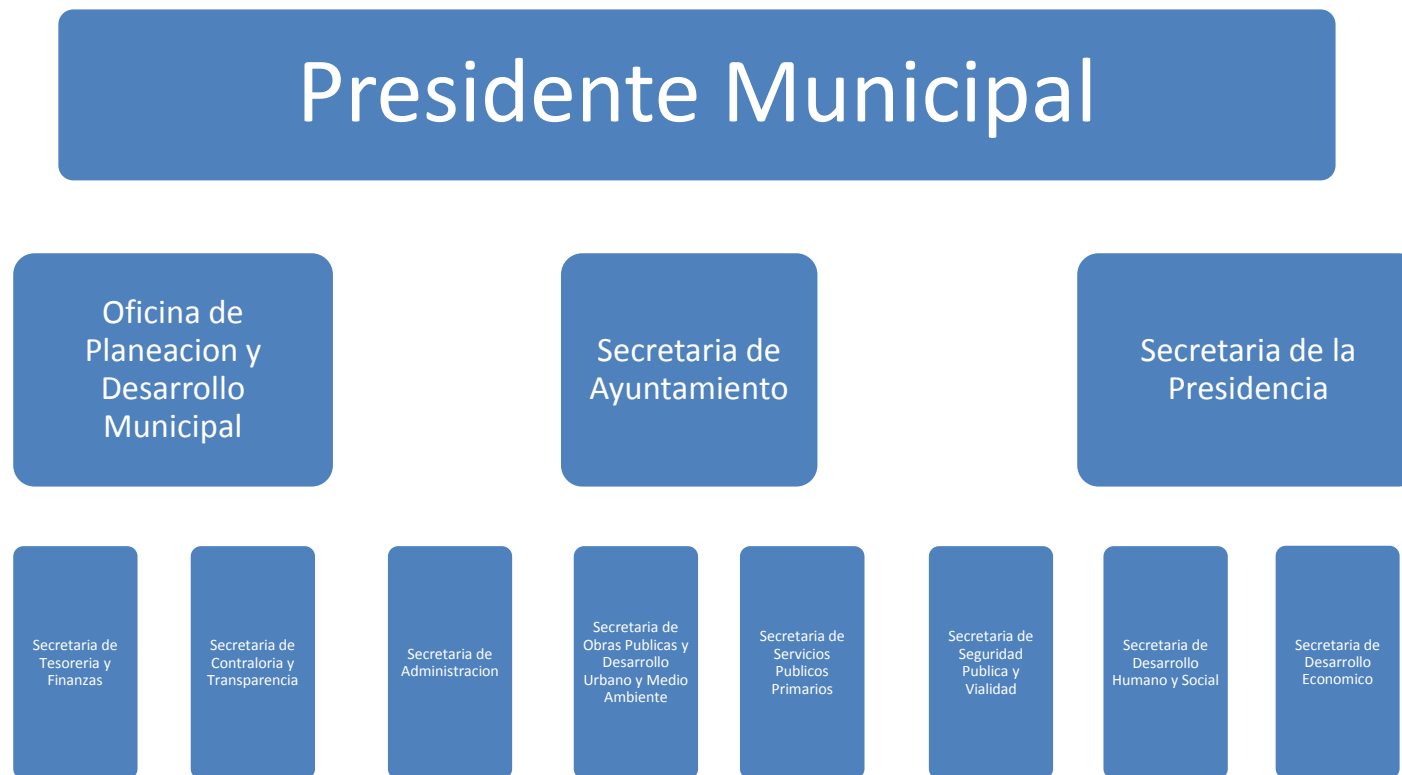 Presidente Municipal
Oficina de
Planeacion y
Desarrollo
Municipal
Secretaria de
Ayuntamiento
Secretaria de la
Presidencia
Secretaria de
Tesoreria y
Finanzas
Secretaria de
Contraloria y
Transparencia
Secretaria de
Administracion
Secretaria de
Obras Publicas y
Desarrollo
Urbano y Medio
Ambiente
Secretaria de
Servicios
Publicos
Primarios
Secretaria de
Seguridad
Publica y
Vialidad
Secretaria de
Desarrollo
Humano y Social
Secretaria de
Desarrollo
Economico